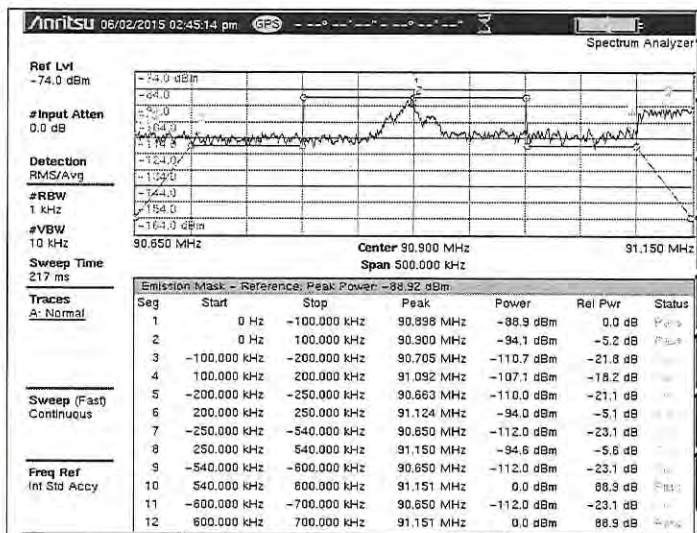 Anritsu 06/02/2015 02:45:14 pm GPS
Spectrum Analyzer
Ref Lvl
-74.0 dBm
#Input Atten
0.0 dB
Detection
RMS/Avg
#RBW
1 kHz
#VBW
10 kHz
Sweep Time
217 ms
Traces
A: Normal
Sweep (Fast)
Continuous
Freq Ref
Int Std Accy
-74.0 dBm
-84.0
-124.0
-144.0
-154.0
-164.0 dBm
90.650 MHz Center 90.900 MHz 91.150 MHz
Span 500.000 kHz
Emission Mask - Reference: Peak Power: -88.92 dBm
Seg Start Stop Peak Power Rel Pwr Status
1 0 Hz -100.000 kHz 90.898 MHz -88.9 dBm 0.0 dB Pass
2 0 Hz 100.000 kHz 90.900 MHz -94.1 dBm -5.2 dB Pass
3 -100.000 kHz -200.000 kHz 90.705 MHz -110.7 dBm -21.8 dB
4 100.000 kHz 200.000 kHz 91.092 MHz -107.1 dBm -18.2 dB
5 -200.000 kHz -250.000 kHz 90.663 MHz -110.0 dBm -21.1 dB
6 200.000 kHz 250.000 kHz 91.124 MHz -94.0 dBm -5.1 dB
7 -250.000 kHz -540.000 kHz 90.650 MHz -112.0 dBm -23.1 dB
8 250.000 kHz 540.000 kHz 91.150 MHz -94.6 dBm -5.6 dB
9 -540.000 kHz -600.000 kHz 90.650 MHz -112.0 dBm -23.1 dB
10 540.000 kHz 600.000 kHz 91.151 MHz 0.0 dBm 88.9 dB Pass
11 -600.000 kHz -700.000 kHz 90.650 MHz -112.0 dBm -23.1 dB
12 600.000 kHz 700.000 kHz 91.151 MHz 0.0 dBm 88.9 dB Pass